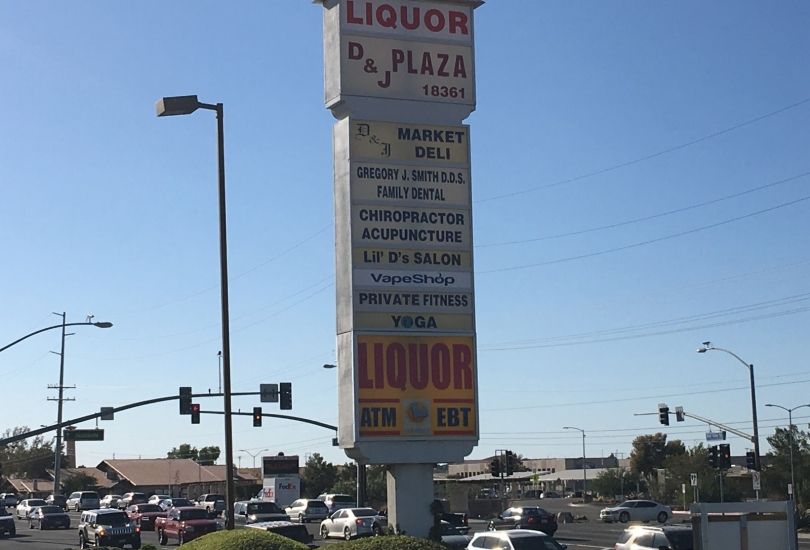 LIQUOR
D & J PLAZA
18361
D & J MARKET
DELI
GREGORY J. SMITH D.D.S.
FAMILY DENTAL
CHIROPRACTOR
ACUPUNCTURE
Lil' D's SALON
VapeShop
PRIVATE FITNESS
YOGA
LIQUOR
ATM EBT
FedEx